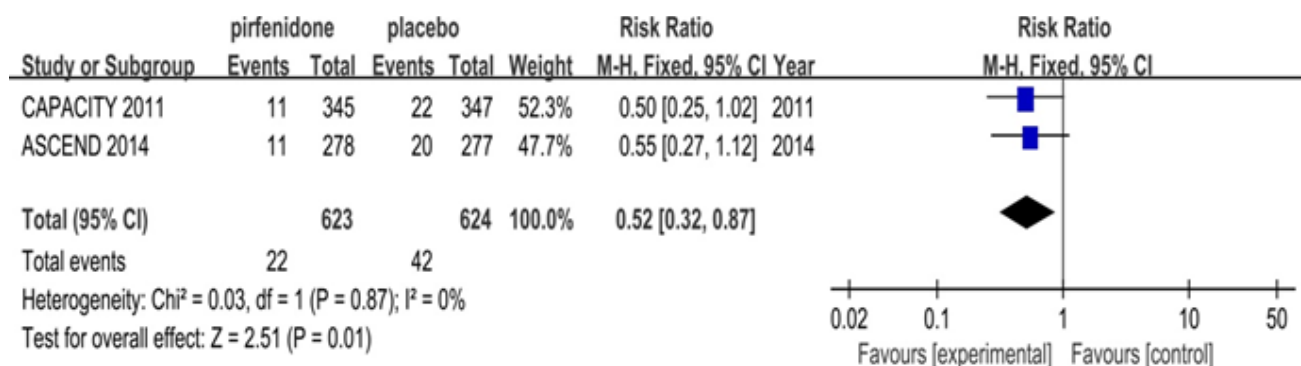 pirfenidone placebo Risk Ratio Risk Ratio
Study or Subgroup Events Total Events Total Weight M-H. Fixed. 95% CI Year M-H. Fixed. 95% CI
CAPACITY 2011 11 345 22 347 52.3% 0.50 [0.25, 1.02] 2011
ASCEND 2014 11 278 20 277 47.7% 0.55 [0.27, 1.12] 2014
Total (95% CI) 623 624 100.0% 0.52 [0.32, 0.87]
Total events 22 42
Heterogeneity: Chi² = 0.03, df = 1 (P = 0.87); I² = 0%
Test for overall effect: Z = 2.51 (P = 0.01)
0.02 0.1 1 10 50
Favours [experimental] Favours [control]